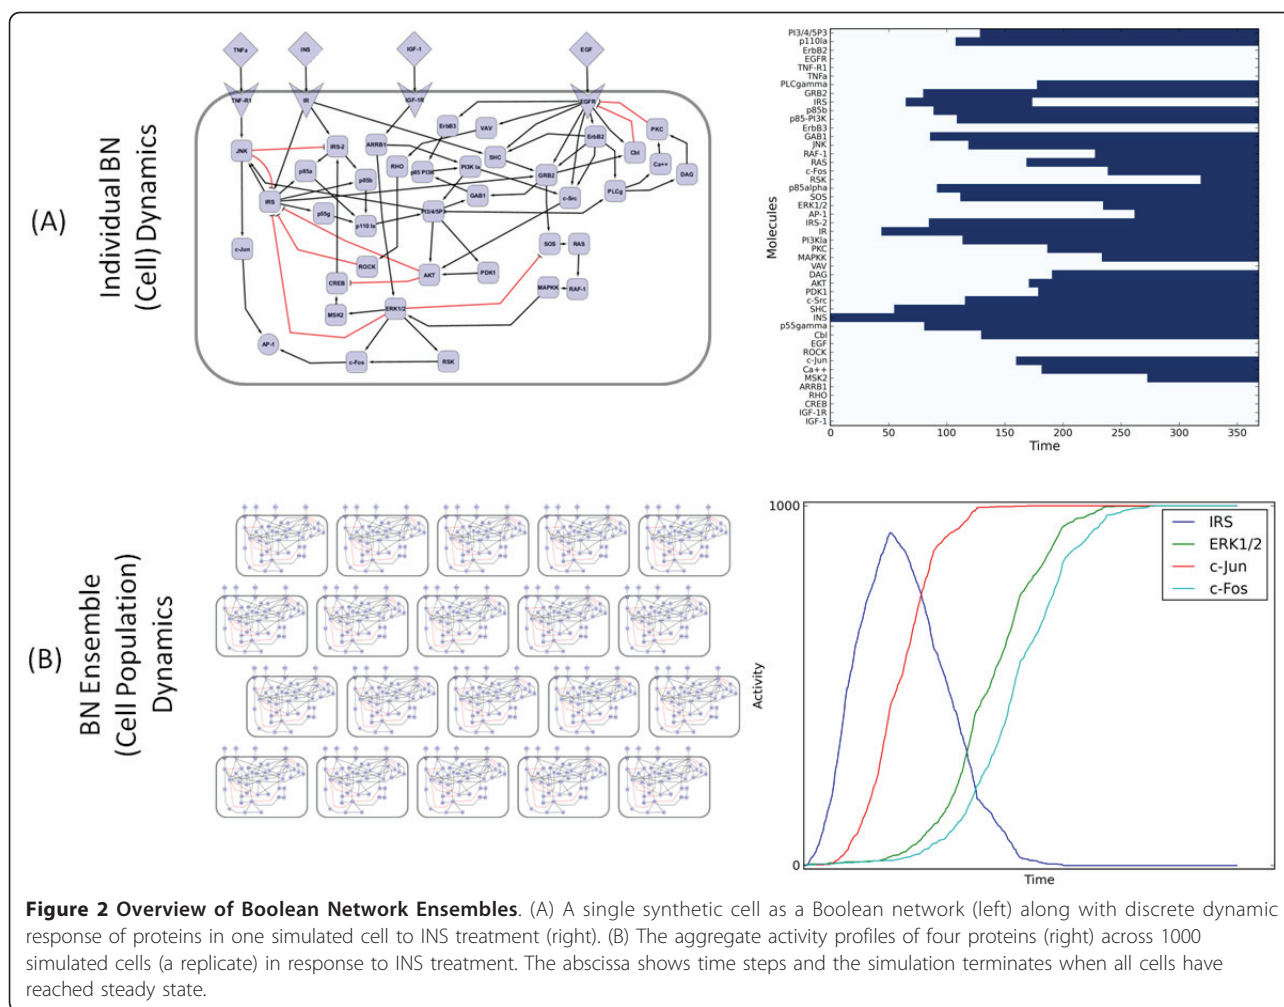 (A)
Individual BN
(Cell) Dynamics
TNFa
INS
IGF-1
EGF
TNF-R1
IR
IGF-1R
EGFR
JNK
IRS-2
ARRB1
ErbB3
VAV
ErbB2
PKC
RHO
SHC
Cbl
Ca++
p85a
p85b
p85 PI3K
PI3K Ia
GRB2
DAG
IRS
p55g
p110 Ia
PI3/4/5P3
GAB1
c-Src
PLCg
c-Jun
ROCK
SOS
RAS
CREB
AKT
PDK1
MAPKK
RAF-1
MSK2
ERK1/2
AP-1
c-Fos
RSK
Molecules
PI3/4/5P3
p110Ia
ErbB2
EGFR
TNF-R1
TNFa
PLCgamma
GRB2
IRS
p85b
p85-PI3K
ErbB3
GAB1
JNK
RAF-1
RAS
c-Fos
RSK
p85alpha
SOS
ERK1/2
AP-1
IRS-2
IR
PI3KIa
PKC
MAPKK
VAV
DAG
AKT
PDK1
c-Src
SHC
INS
p55gamma
Cbl
EGF
ROCK
c-Jun
Ca++
MSK2
ARRB1
RHO
CREB
IGF-1R
IGF-1
0 50 100 150 200 250 300 350
Time
(B)
BN Ensemble
(Cell Population)
Dynamics
1000
Activity
0
Time
IRS
ERK1/2
c-Jun
c-Fos
Figure 2 Overview of Boolean Network Ensembles. (A) A single synthetic cell as a Boolean network (left) along with discrete dynamic
response of proteins in one simulated cell to INS treatment (right). (B) The aggregate activity profiles of four proteins (right) across 1000
simulated cells (a replicate) in response to INS treatment. The abscissa shows time steps and the simulation terminates when all cells have
reached steady state.